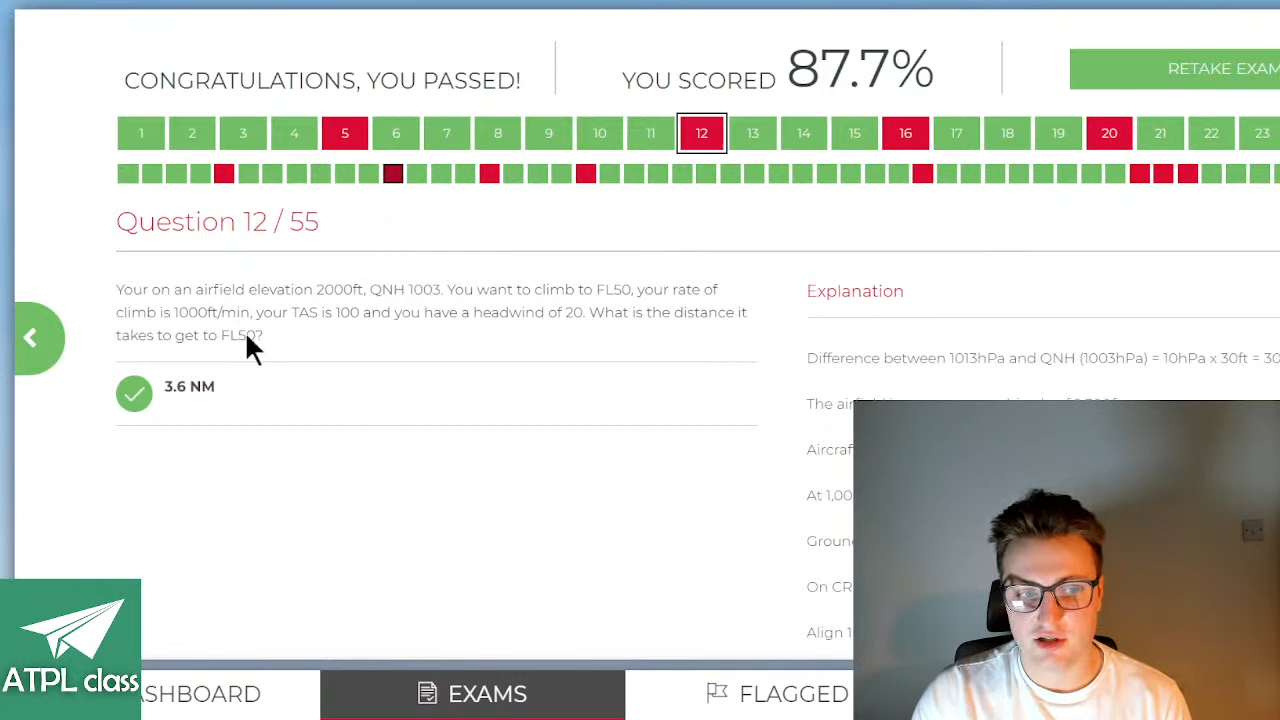 CONGRATULATIONS, YOU PASSED!
YOU SCORED 87.7%
RETAKE EXAM
1 2 3 4 5 6 7 8 9 10 11 12 13 14 15 16 17 18 19 20 21 22 23
Question 12 / 55
Your on an airfield elevation 2000ft, QNH 1003. You want to climb to FL50, your rate of
climb is 1000ft/min, your TAS is 100 and you have a headwind of 20. What is the distance it
takes to get to FL50?
3.6 NM
Explanation
Difference between 1013hPa and QNH (1003hPa) = 10hPa x 30ft = 30
The
Aircraf
At 1,00
Groun
On CR
Align 1
ATPL class
ASHBOARD
EXAMS
FLAGGED